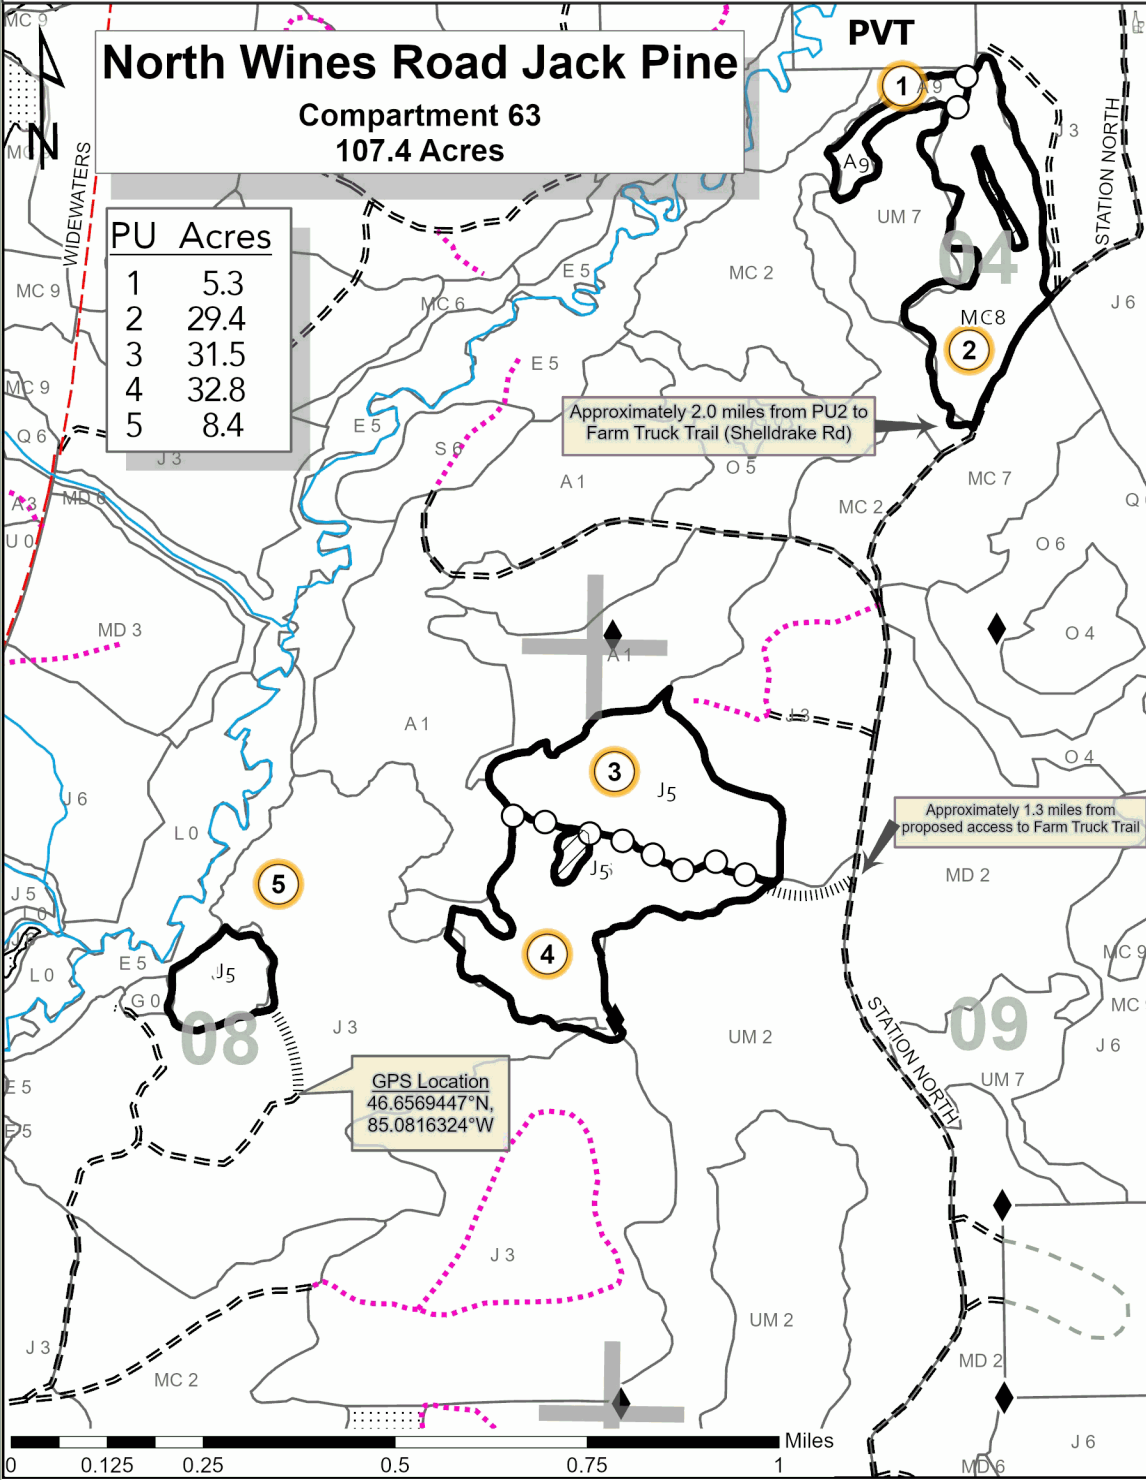 MC 9
PVT
North Wines Road Jack Pine
Compartment 63
107.4 Acres
N
WIDEWATERS
1
A 9
A 9
J 3
STATION NORTH
UM 7
PU Acres
1 5.3
2 29.4
3 31.5
4 32.8
5 8.4
04
E 5
MC 2
MC 9
MC 6
J 6
MC8
2
E 5
MC 9
Approximately 2.0 miles from PU2 to
Farm Truck Trail (Shelldrake Rd)
E 5
Q 6
S 6
J 3
O 5
A 1
MC 7
MD 6
A 3
MC 2
Q
U 0
O 6
MD 3
O 4
A 1
A 1
J 3
O 4
3
J5
J 6
Approximately 1.3 miles from
proposed access to Farm Truck Trail
L 0
J5
MD 2
5
J 5
L 0
4
MC 9
E 5
L 0
J5
G 0
MC
08
J 3
UM 2
STATION NORTH
09
J 6
GPS Location
46.6569447°N,
85.0816324°W
E 5
UM 7
E 5
J 3
UM 2
J 3
MD 2
MC 2
J 6
MD 6
Miles
0 0.125 0.25 0.5 0.75 1